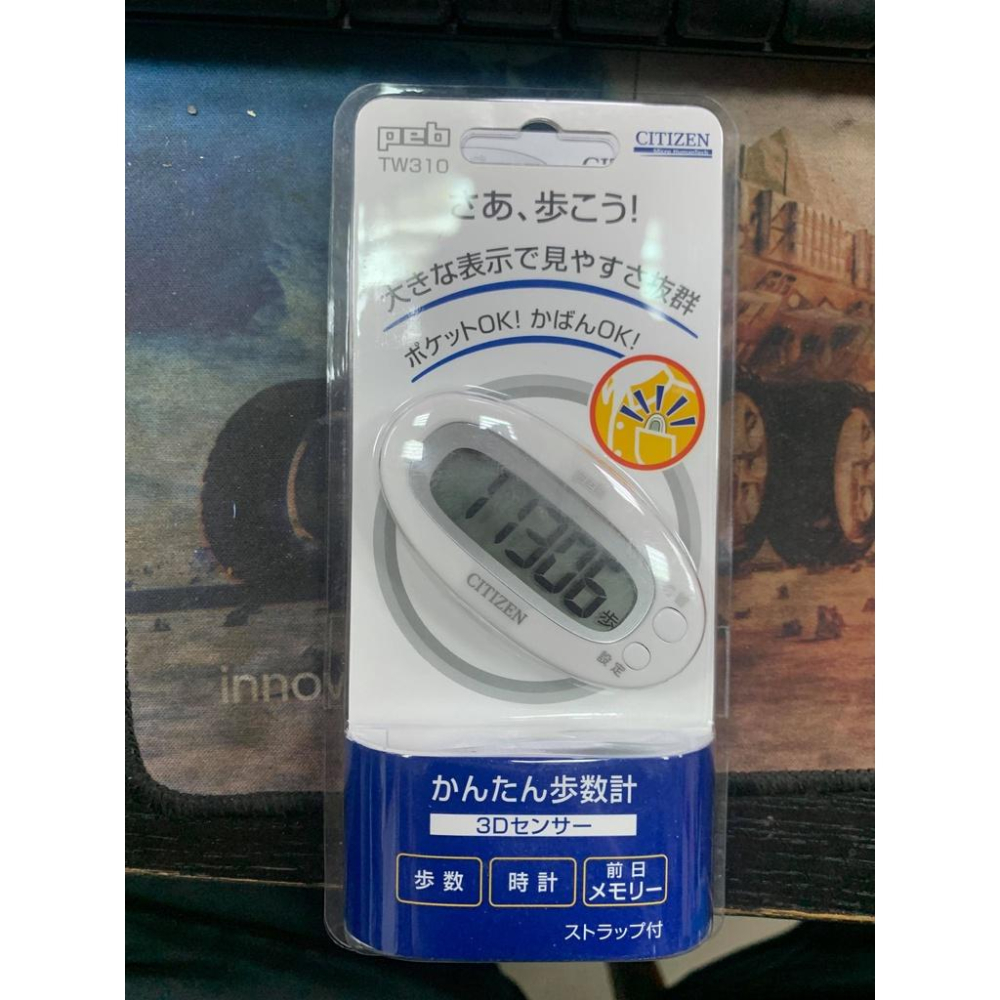 peb
CITIZEN
Micro HumanTech
TW310
さあ、歩こう!
大きな表示で見やすさ抜群
ポケットOK! かばんOK!
11306
歩
CITIZEN
設定
inno
かんたん歩数計
3Dセンサー
歩数
時計
前日
メモリー
ストラップ付